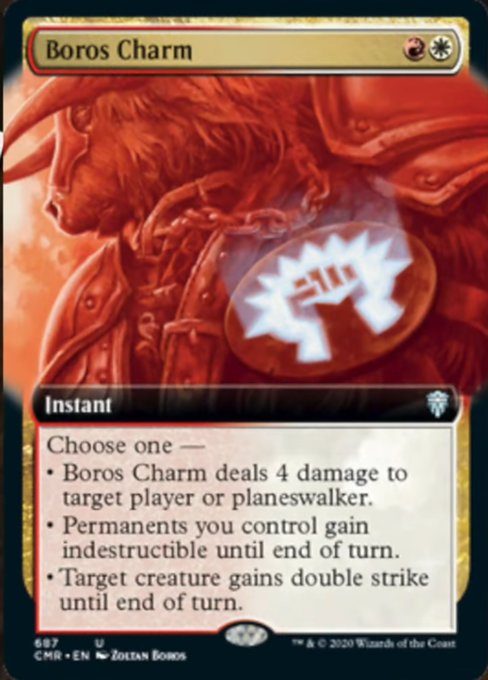 Boros Charm
Instant
Choose one —
• Boros Charm deals 4 damage to
target player or planeswalker.
• Permanents you control gain
indestructible until end of turn.
• Target creature gains double strike
until end of turn.
687 U
CMR • EN Zoltan Boros
™ & © 2020 Wizards of the Coast